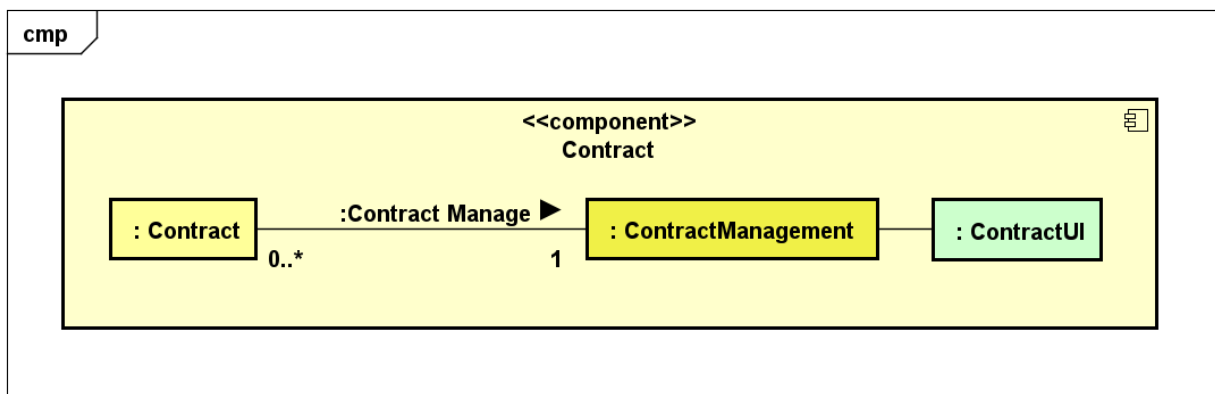 cmp
<<component>>
Contract
:Contract Manage
: Contract
: ContractManagement
: ContractUI
0..*
1